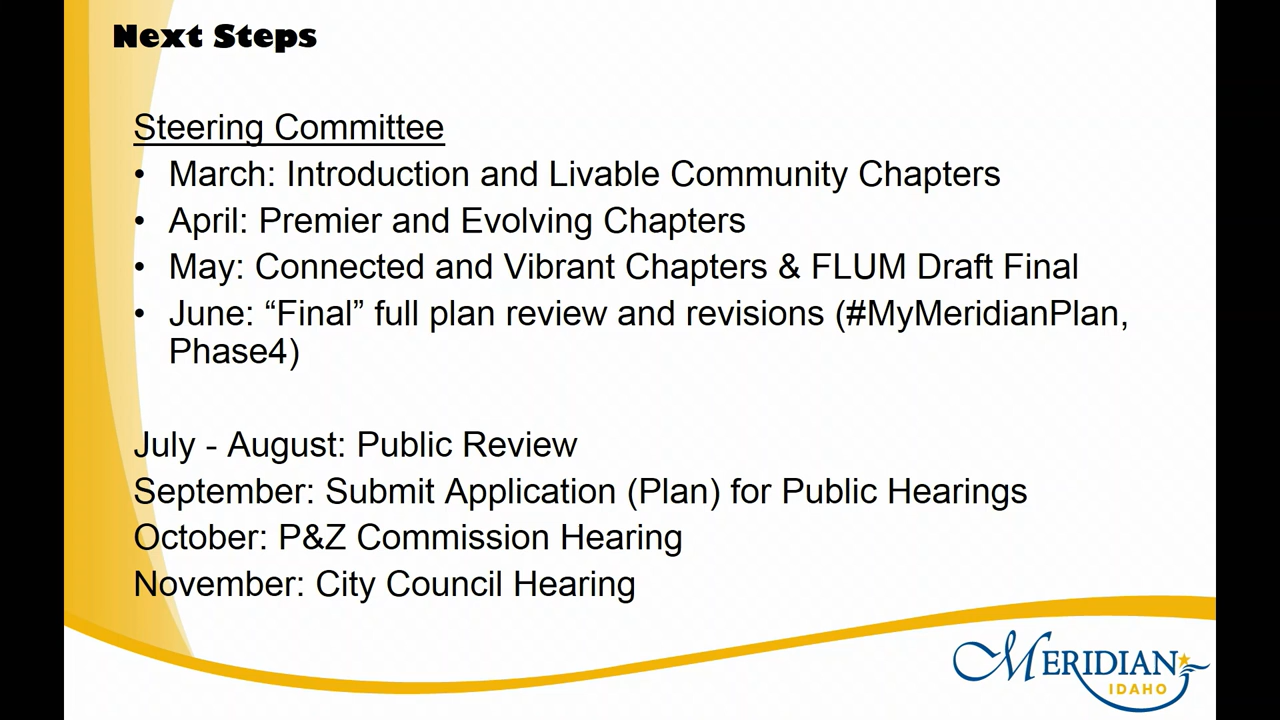 Next Steps
Steering Committee
• March: Introduction and Livable Community Chapters
• April: Premier and Evolving Chapters
• May: Connected and Vibrant Chapters & FLUM Draft Final
• June: “Final” full plan review and revisions (#MyMeridianPlan,
Phase4)
July - August: Public Review
September: Submit Application (Plan) for Public Hearings
October: P&Z Commission Hearing
November: City Council Hearing
MERIDIAN
IDAHO